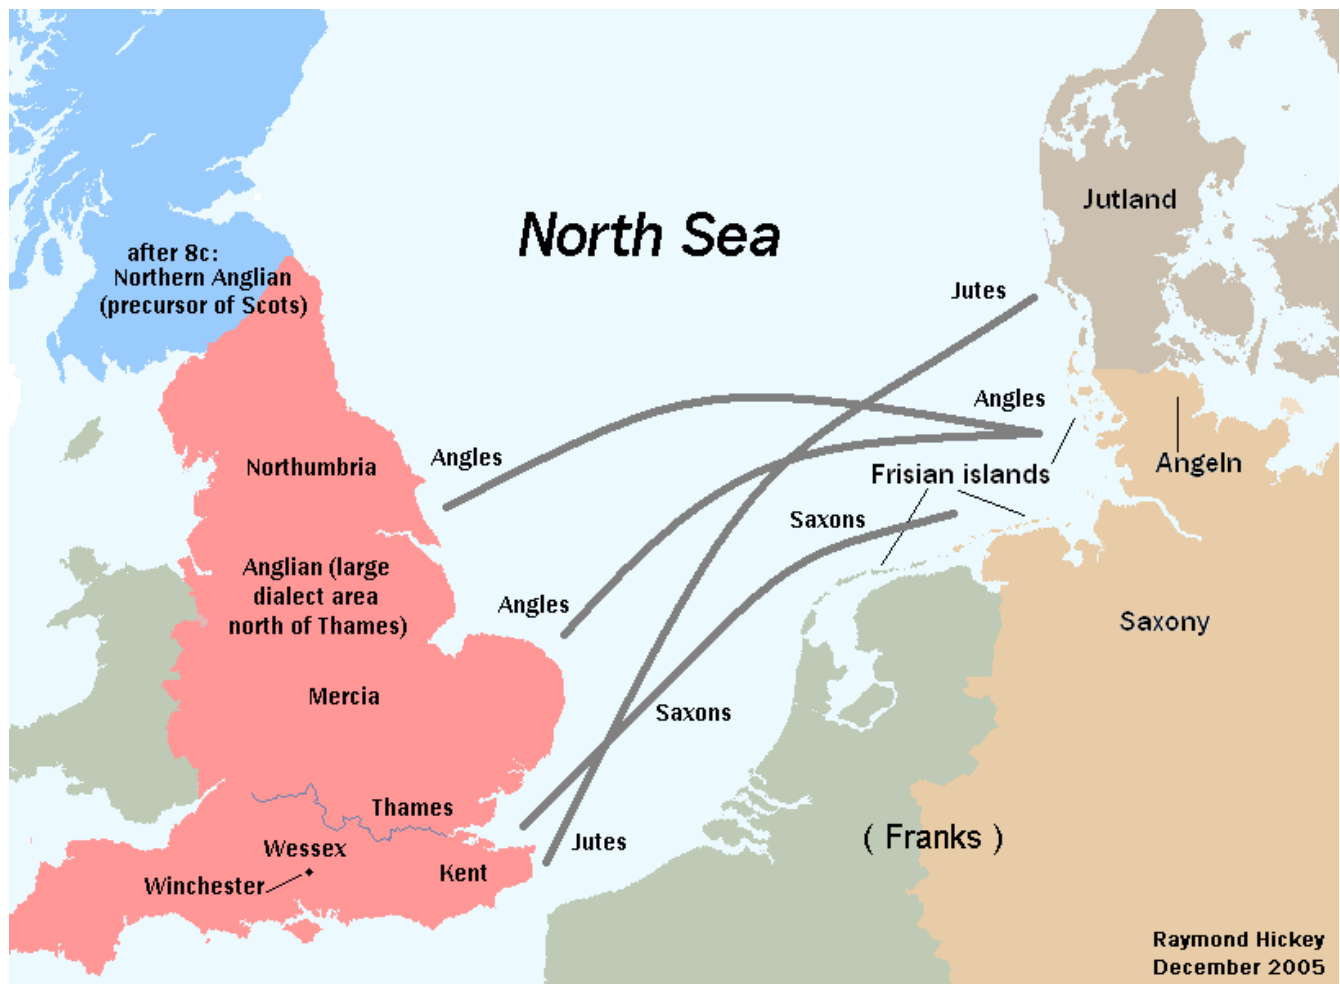 North Sea
Jutland
after 8c:
Northern Anglian
(precursor of Scots)
Jutes
Angles
Angles
Northumbria
Frisian islands
Angeln
Saxons
Anglian (large
dialect area
north of Thames)
Angles
Saxony
Mercia
Saxons
Thames
( Franks )
Jutes
Wessex
Kent
Winchester
Raymond Hickey
December 2005